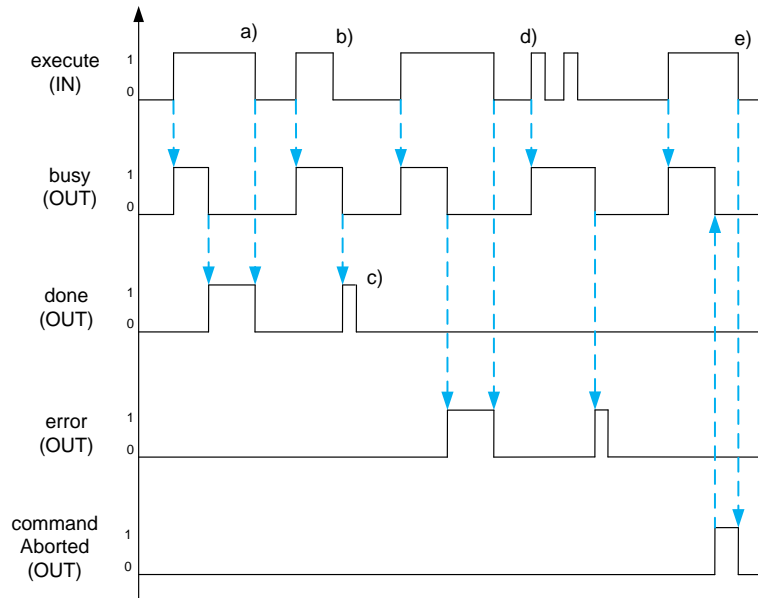 a)
b)
d)
e)
execute
(IN)
1
0
busy
(OUT)
1
0
c)
done
(OUT)
1
0
error
(OUT)
1
0
command
Aborted
(OUT)
1
0